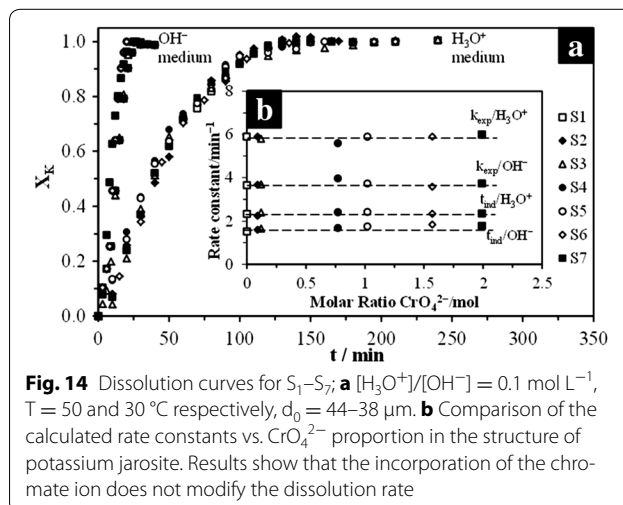 1.0
0.8
0.6
0.4
0.2
0.0
X_K
OH⁻
medium
H₃O⁺
medium
a
b
8
6
4
2
0
Rate constant/min⁻¹
k_exp/H₃O⁺
k_exp/OH⁻
t_ind/H₃O⁺
t_ind/OH⁻
0 0.5 1 1.5 2 2.5
Molar Ratio CrO₄²⁻/mol
S1
S2
S3
S4
S5
S6
S7
0 50 100 150 200 250 300 350
t / min
Fig. 14 Dissolution curves for S₁–S₇; a [H₃O⁺]/[OH⁻] = 0.1 mol L⁻¹,
T = 50 and 30 °C respectively, d₀ = 44–38 μm. b Comparison of the
calculated rate constants vs. CrO₄²⁻ proportion in the structure of
potassium jarosite. Results show that the incorporation of the chro-
mate ion does not modify the dissolution rate